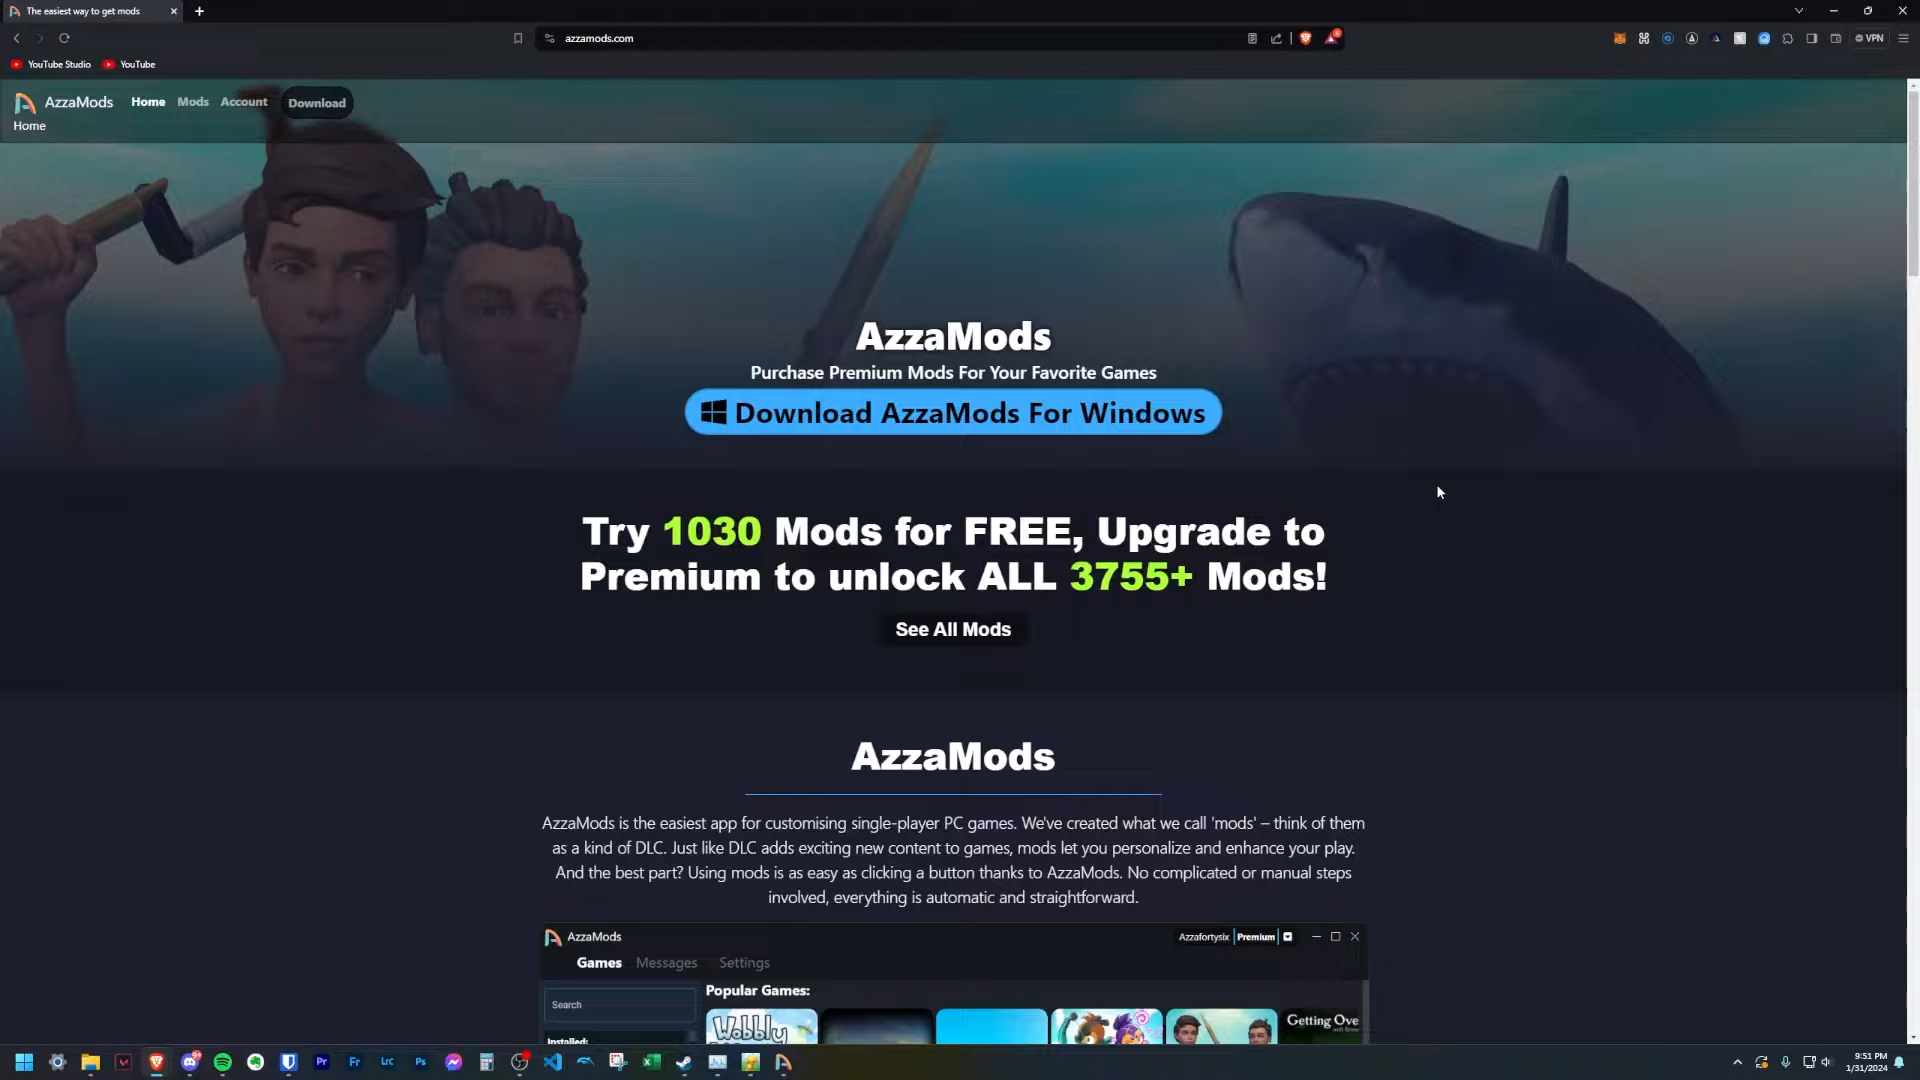 The easiest way to get mods
azzamods.com
VPN
YouTube Studio YouTube
AzzaMods Home Mods Account Download
Home
AzzaMods
Purchase Premium Mods For Your Favorite Games
Download AzzaMods For Windows
Try 1030 Mods for FREE, Upgrade to
Premium to unlock ALL 3755+ Mods!
See All Mods
AzzaMods
AzzaMods is the easiest app for customising single-player PC games. We've created what we call 'mods' – think of them
as a kind of DLC. Just like DLC adds exciting new content to games, mods let you personalize and enhance your play.
And the best part? Using mods is as easy as clicking a button thanks to AzzaMods. No complicated or manual steps
involved, everything is automatic and straightforward.
AzzaMods Azzafortysix Premium
Games Messages Settings
Search
Popular Games:
Installed:
Wobbly
Getting Ove
Pr Fr Lrc Ps
9:51 PM
1/31/2024